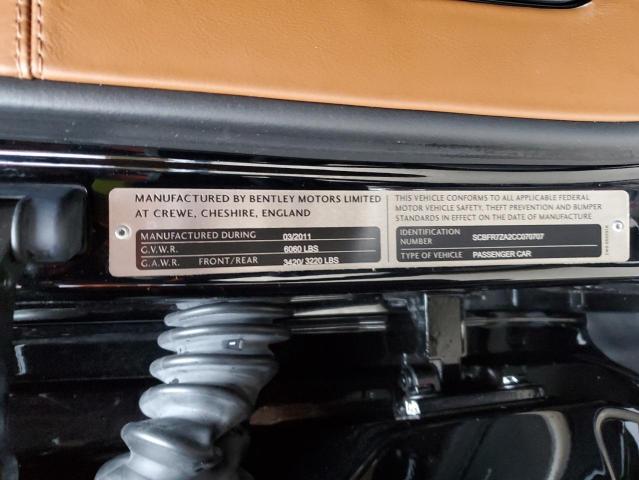 MANUFACTURED BY BENTLEY MOTORS LIMITED
AT CREWE, CHESHIRE, ENGLAND
MANUFACTURED DURING 03/2011
G.V.W.R. 6060 LBS
G.A.W.R. FRONT/REAR 3420/ 3220 LBS
THIS VEHICLE CONFORMS TO ALL APPLICABLE FEDERAL
MOTOR VEHICLE SAFETY, THEFT PREVENTION AND BUMPER
STANDARDS IN EFFECT ON THE DATE OF MANUFACTURE
IDENTIFICATION
NUMBER SCBFR7ZA2CC070707
TYPE OF VEHICLE PASSENGER CAR